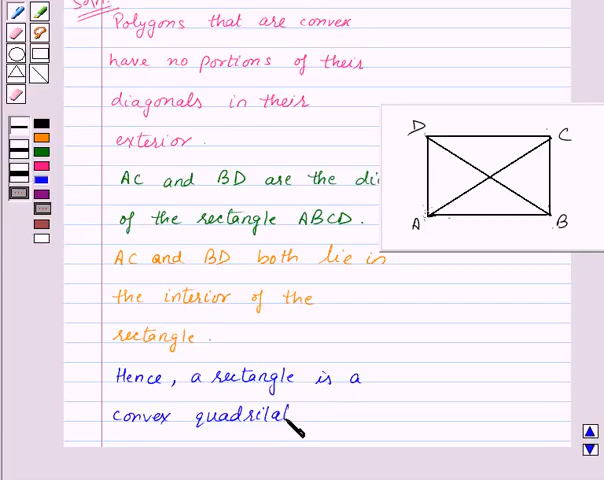 Soln:
Polygons that are convex
have no portions of their
diagonals in their
exterior.
AC and BD are the di
of the rectangle ABCD.
AC and BD both lie in
the interior of the
rectangle.
Hence, a rectangle is a
convex quadrilal
D
C
A
B